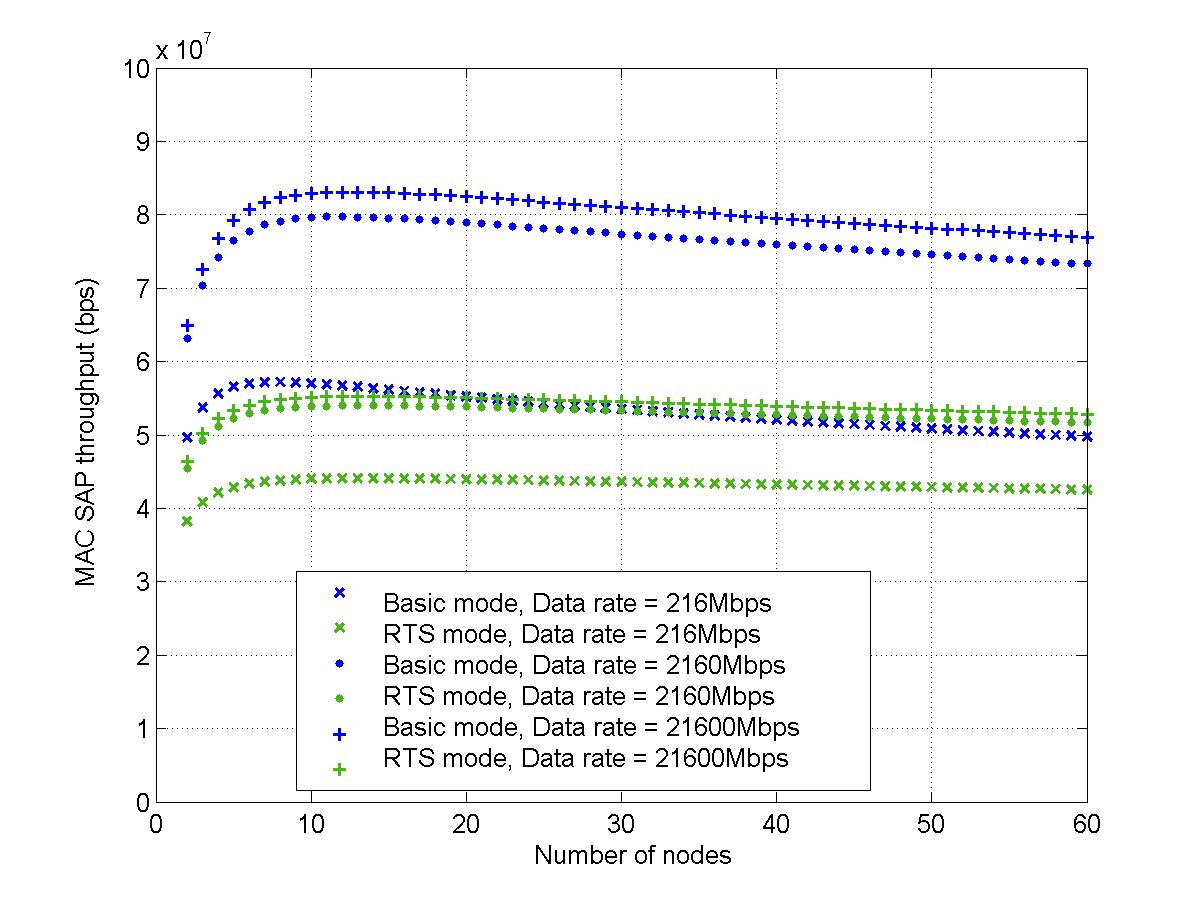 x 10^7
10
9
8
7
6
5
4
3
2
1
0
MAC SAP throughput (bps)
Basic mode, Data rate = 216Mbps
RTS mode, Data rate = 216Mbps
Basic mode, Data rate = 2160Mbps
RTS mode, Data rate = 2160Mbps
Basic mode, Data rate = 21600Mbps
RTS mode, Data rate = 21600Mbps
0 10 20 30 40 50 60
Number of nodes